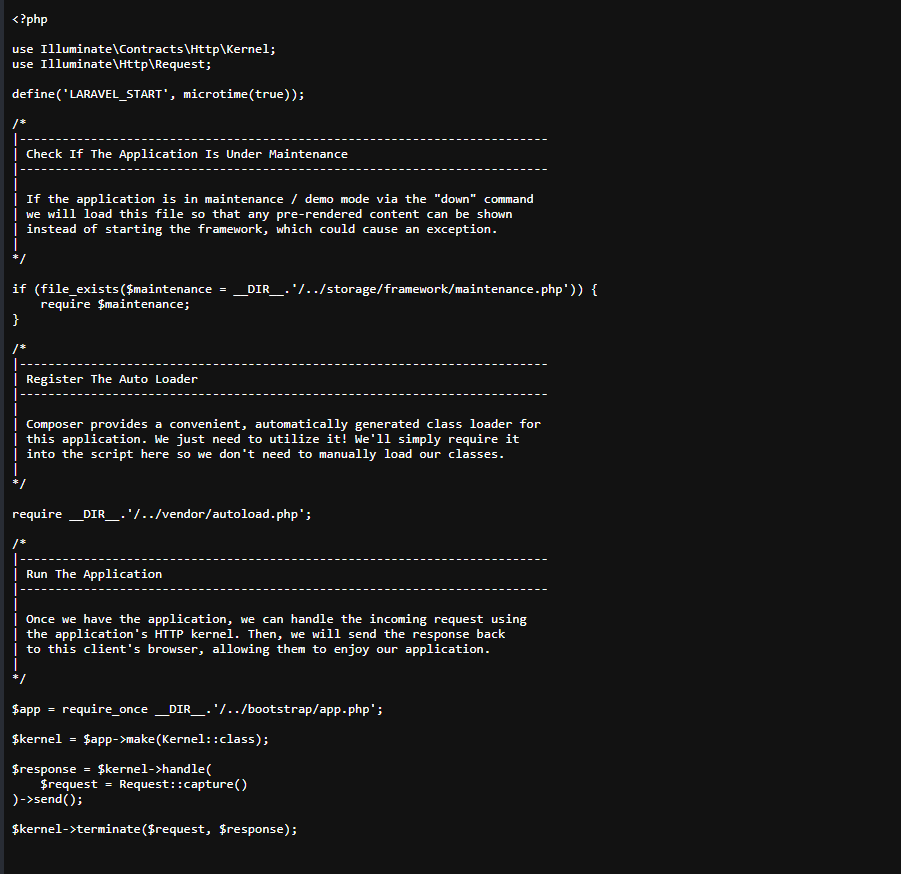 <?php
use Illuminate\Contracts\Http\Kernel;
use Illuminate\Http\Request;
define('LARAVEL_START', microtime(true));
/*
|--------------------------------------------------------------------------
| Check If The Application Is Under Maintenance
|--------------------------------------------------------------------------
|
| If the application is in maintenance / demo mode via the "down" command
| we will load this file so that any pre-rendered content can be shown
| instead of starting the framework, which could cause an exception.
|
*/
if (file_exists($maintenance = __DIR__.'/../storage/framework/maintenance.php')) {
    require $maintenance;
}
/*
|--------------------------------------------------------------------------
| Register The Auto Loader
|--------------------------------------------------------------------------
|
| Composer provides a convenient, automatically generated class loader for
| this application. We just need to utilize it! We'll simply require it
| into the script here so we don't need to manually load our classes.
|
*/
require __DIR__.'/../vendor/autoload.php';
/*
|--------------------------------------------------------------------------
| Run The Application
|--------------------------------------------------------------------------
|
| Once we have the application, we can handle the incoming request using
| the application's HTTP kernel. Then, we will send the response back
| to this client's browser, allowing them to enjoy our application.
|
*/
$app = require_once __DIR__.'/../bootstrap/app.php';
$kernel = $app->make(Kernel::class);
$response = $kernel->handle(
    $request = Request::capture()
)->send();
$kernel->terminate($request, $response);